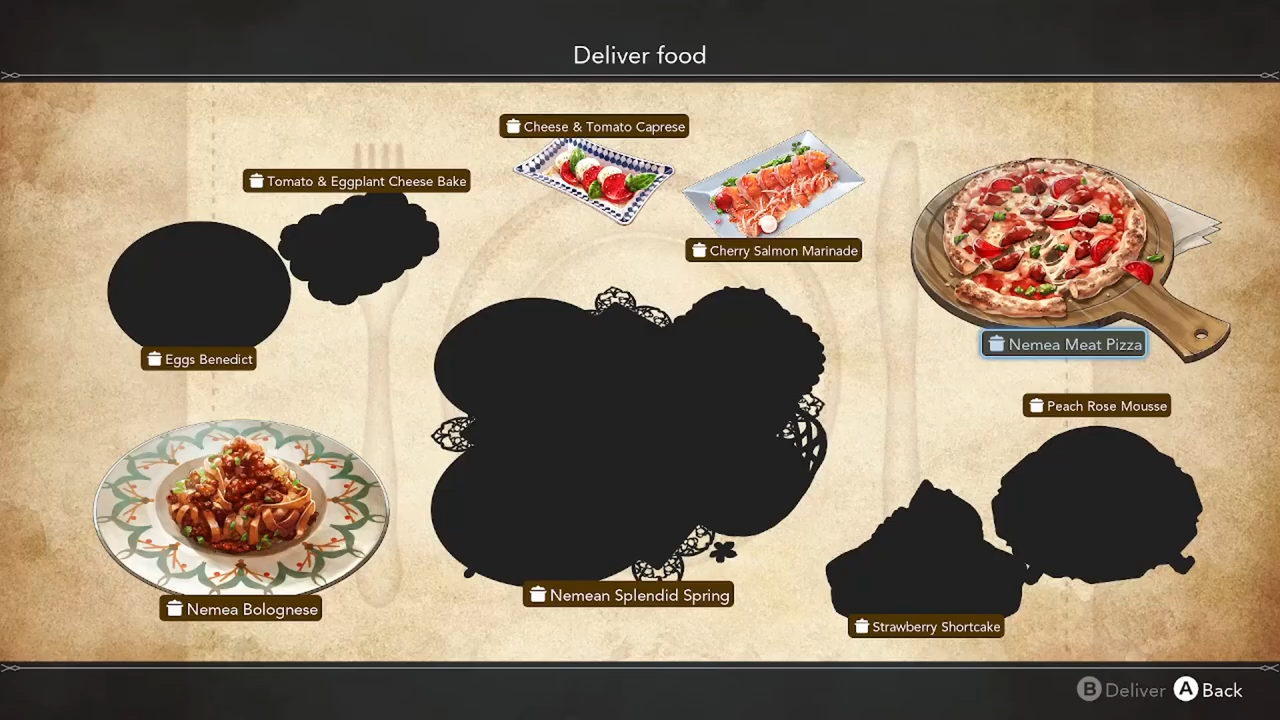 Deliver food
Cheese & Tomato Caprese
Tomato & Eggplant Cheese Bake
Cherry Salmon Marinade
Nemea Meat Pizza
Eggs Benedict
Peach Rose Mousse
Nemean Splendid Spring
Nemea Bolognese
Strawberry Shortcake
B Deliver A Back